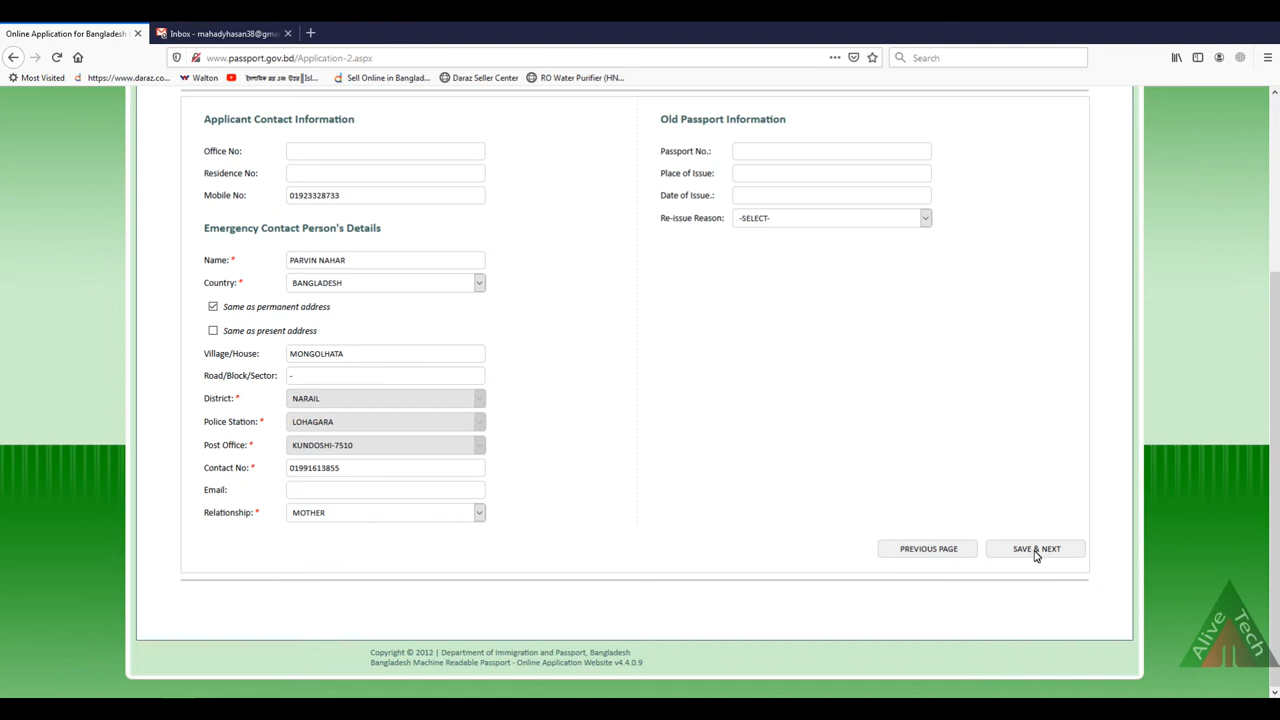 Online Application for Bangladesh
Inbox - mahadyhasan38@gma
www.passport.gov.bd/Application-2.aspx
Search
Most Visited
https://www.daraz.co...
Walton
Sell Online in Banglad...
Daraz Seller Center
RO Water Purifier (HN...
Applicant Contact Information
Office No:
Residence No:
Mobile No: 01923328733
Emergency Contact Person's Details
Name: * PARVIN NAHAR
Country: * BANGLADESH
Same as permanent address
Same as present address
Village/House: MONGOLHATA
Road/Block/Sector: -
District: * NARAIL
Police Station: * LOHAGARA
Post Office: * KUNDOSHI-7510
Contact No: * 01991613855
Email:
Relationship: * MOTHER
Old Passport Information
Passport No.:
Place of Issue:
Date of Issue.:
Re-issue Reason: -SELECT-
PREVIOUS PAGE
SAVE & NEXT
Copyright © 2012 | Department of Immigration and Passport, Bangladesh
Bangladesh Machine Readable Passport - Online Application Website v4.4.0.9
Alive Tech